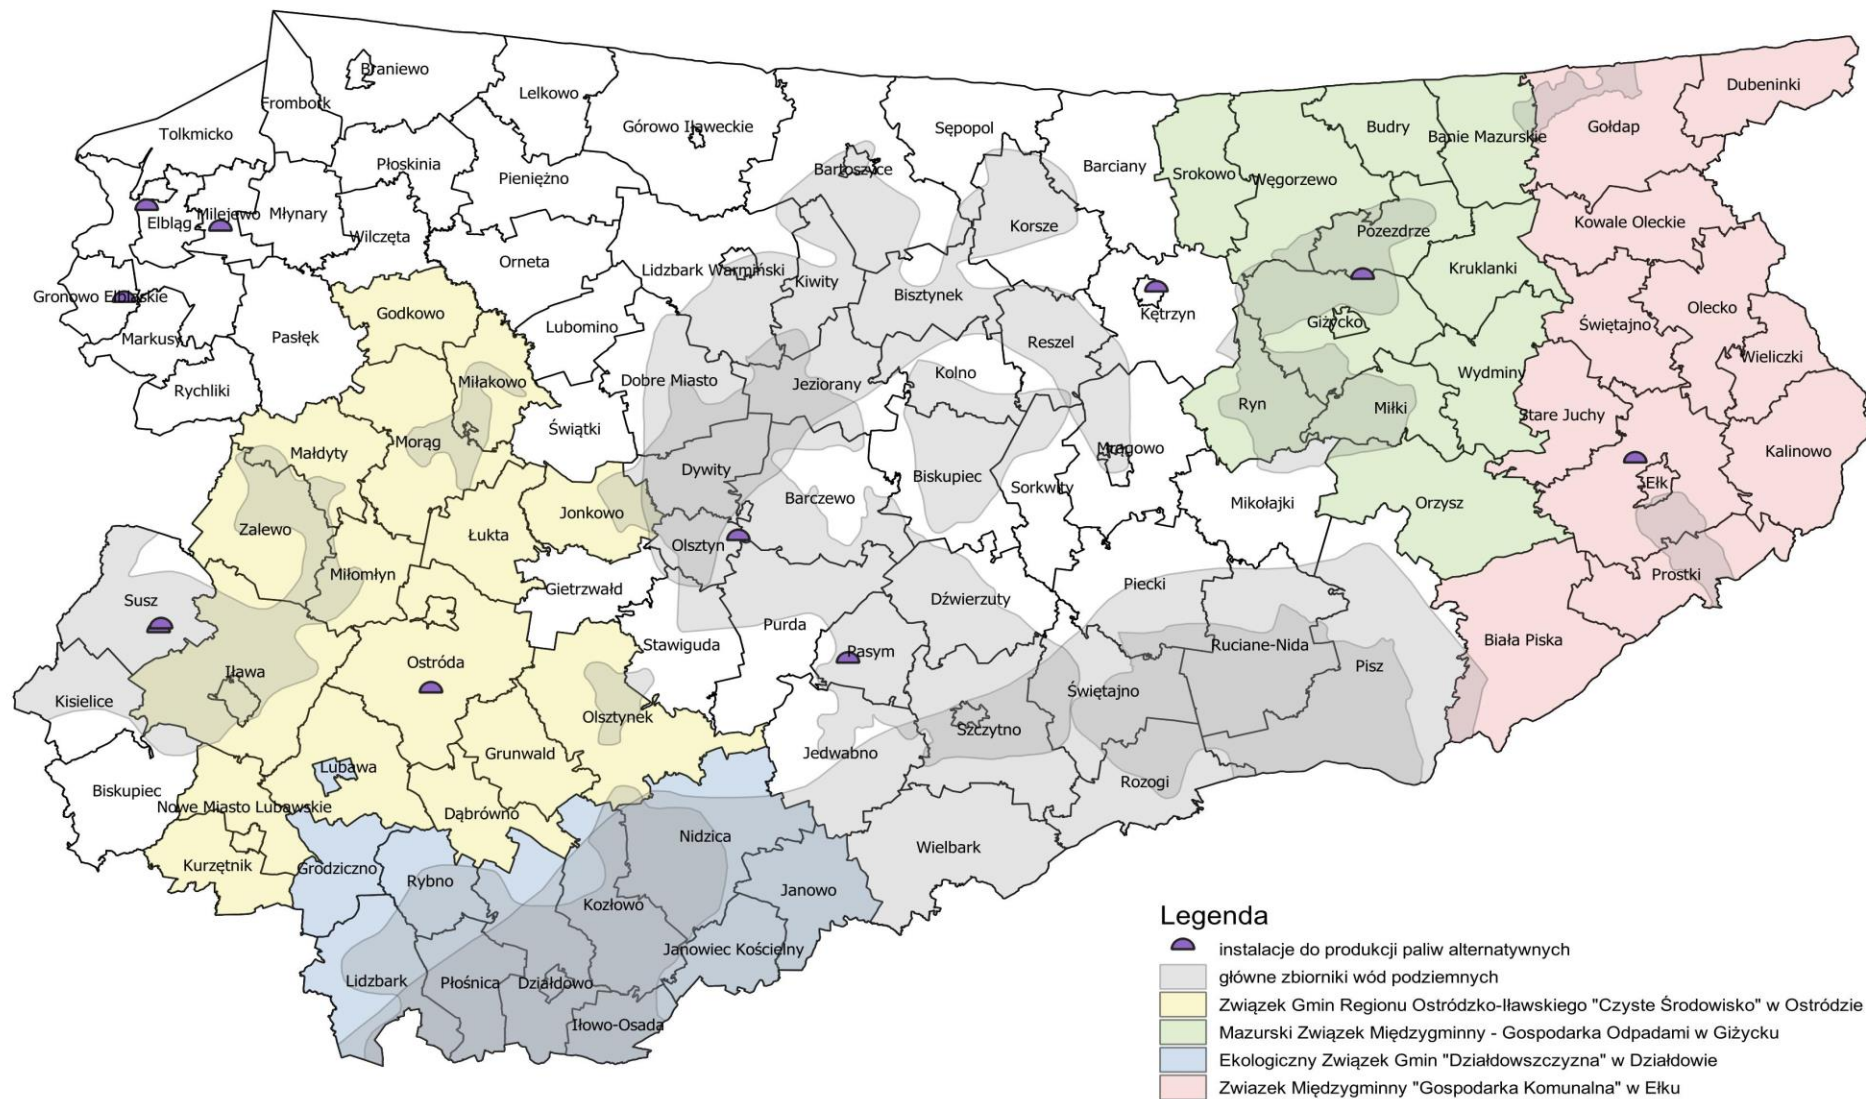 Braniewo
Lelkowo
Frombork
Górowo Iławeckie
Sępopol
Dubeninki
Tolkmicko
Budry
Gołdap
Banie Mazurskie
Barciany
Płoskinia
Bartoszyce
Pieniężno
Srokowo
Węgorzewo
Milejewo
Młynary
Elbląg
Korsze
Pozezdrze
Kowale Oleckie
Wilczęta
Orneta
Lidzbark Warmiński
Kiwity
Bisztynek
Kruklanki
Gronowo Elbląskie
Godkowo
Kętrzyn
Olecko
Markusy
Pasłęk
Lubomino
Giżycko
Świętajno
Reszel
Wieliczki
Rychliki
Miłakowo
Dobre Miasto
Jeziorany
Kolno
Wydminy
Ryn
Miłki
Stare Juchy
Świątki
Małdyty
Morąg
Mrągowo
Kalinowo
Dywity
Biskupiec
Ełk
Sorkwity
Barczewo
Mikołajki
Orzysz
Jonkowo
Zalewo
Łukta
Olsztyn
Miłomłyn
Prostki
Gietrzwałd
Piecki
Susz
Dźwierzuty
Purda
Stawiguda
Ruciane-Nida
Biała Piska
Pasym
Ostróda
Pisz
Iława
Świętajno
Kisielice
Olsztynek
Szczytno
Grunwald
Jedwabno
Lubawa
Rozogi
Biskupiec
Nowe Miasto Lubawskie
Dąbrówno
Nidzica
Wielbark
Kurzętnik
Grodziczno
Rybno
Janowo
Kozłowo
Janowiec Kościelny
Lidzbark
Płośnica
Działdowo
Iłowo-Osada
Legenda
instalacje do produkcji paliw alternatywnych
główne zbiorniki wód podziemnych
Związek Gmin Regionu Ostródzko-Iławskiego "Czyste Środowisko" w Ostródzie
Mazurski Związek Międzygminny - Gospodarka Odpadami w Giżycku
Ekologiczny Związek Gmin "Działdowszczyzna" w Działdowie
Zwiazek Międzygminny "Gospodarka Komunalna" w Ełku